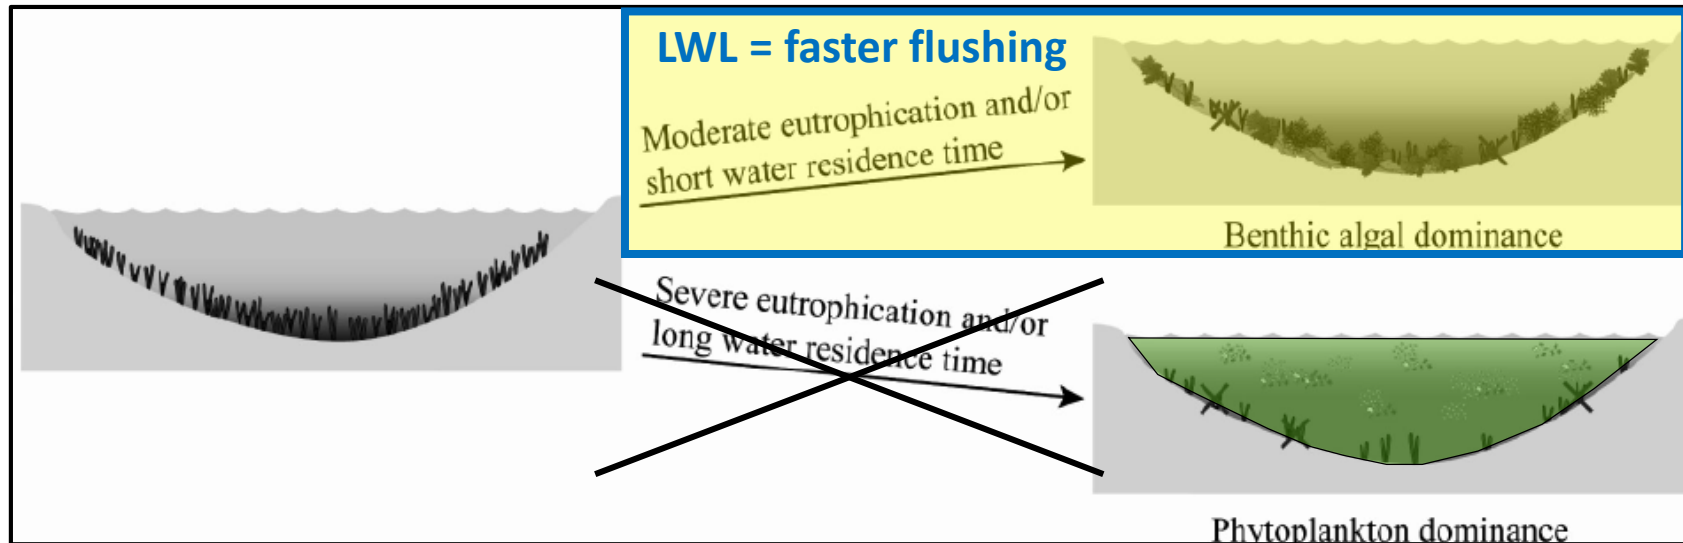 LWL = faster flushing
Moderate eutrophication and/or
short water residence time
Benthic algal dominance
Severe eutrophication and/or
long water residence time
Phytoplankton dominance